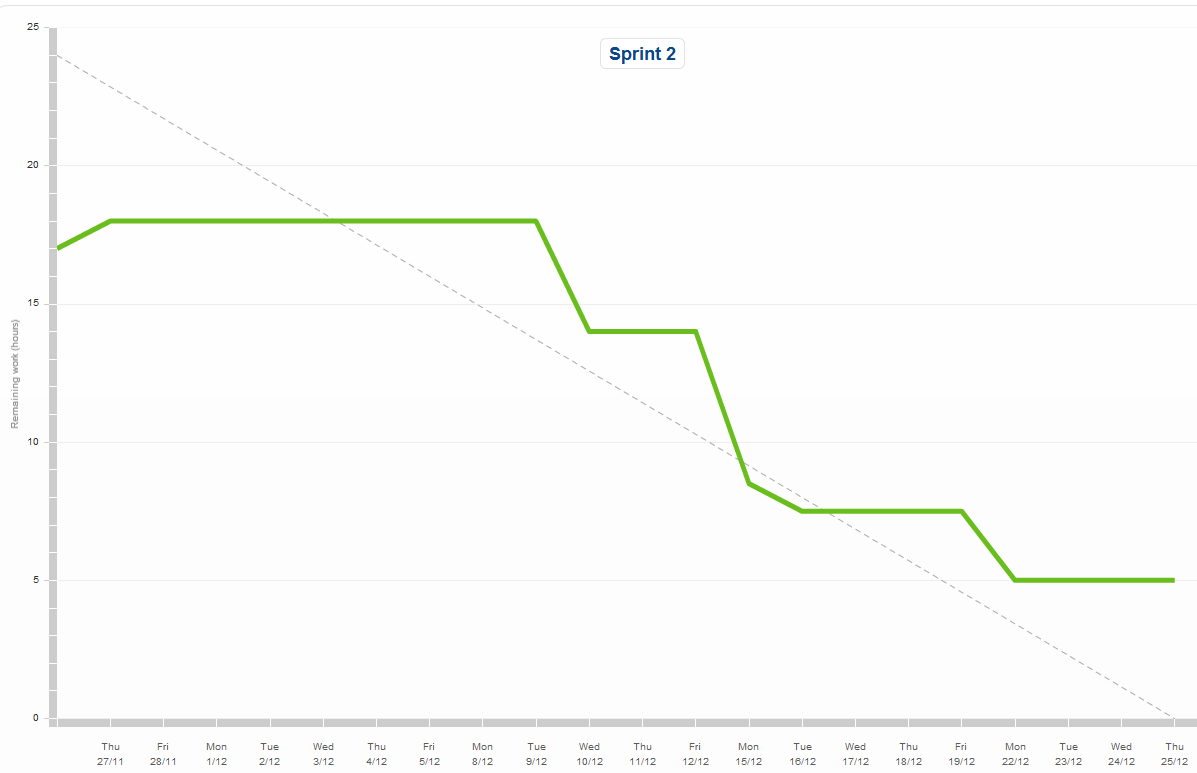 Sprint 2
25
20
15
10
5
0
Remaining work (hours)
Thu Fri Mon Tue Wed Thu Fri Mon Tue Wed Thu Fri Mon Tue Wed Thu Fri Mon Tue Wed Thu
27/11 28/11 1/12 2/12 3/12 4/12 5/12 8/12 9/12 10/12 11/12 12/12 15/12 16/12 17/12 18/12 19/12 22/12 23/12 24/12 25/12